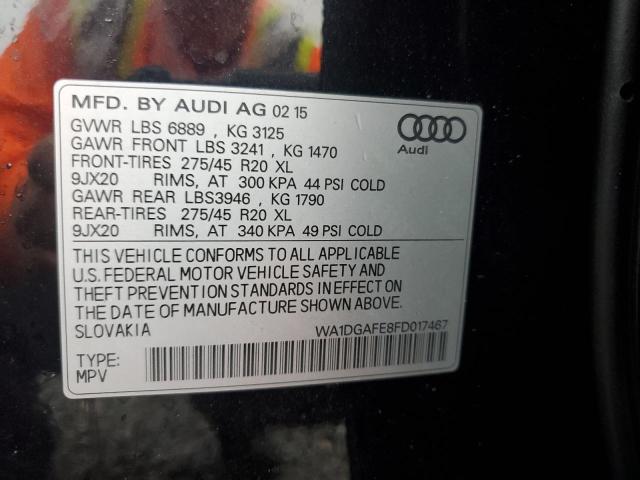 MFD. BY AUDI AG 02 15
GVWR LBS 6889 , KG 3125
GAWR FRONT LBS 3241 , KG 1470
FRONT-TIRES 275/45 R20 XL
9JX20 RIMS, AT 300 KPA 44 PSI COLD
GAWR REAR LBS3946 , KG 1790
REAR-TIRES 275/45 R20 XL
9JX20 RIMS, AT 340 KPA 49 PSI COLD
Audi
THIS VEHICLE CONFORMS TO ALL APPLICABLE
U.S. FEDERAL MOTOR VEHICLE SAFETY AND
THEFT PREVENTION STANDARDS IN EFFECT ON
THE DATE OF MANUFACTURE SHOWN ABOVE.
SLOVAKIA
WA1DGAFE8FD017467
TYPE:
MPV